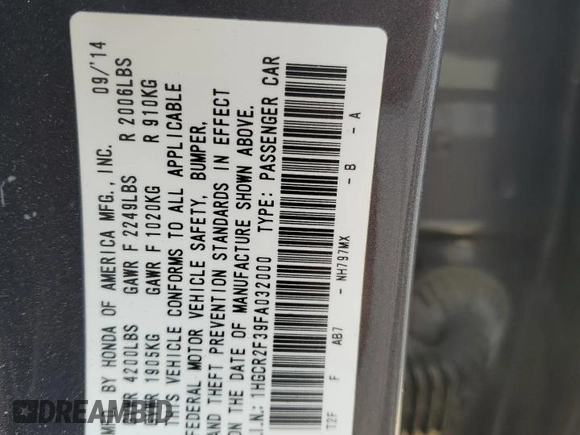 MFD. BY HONDA OF AMERICA MFG., INC. 09/'14
GVWR 4200LBS GAWR F 2249LBS R 2006LBS
GVWR 1905KG GAWR F 1020KG R 910KG
THIS VEHICLE CONFORMS TO ALL APPLICABLE
FEDERAL MOTOR VEHICLE SAFETY, BUMPER,
AND THEFT PREVENTION STANDARDS IN EFFECT
ON THE DATE OF MANUFACTURE SHOWN ABOVE.
V.I.N.: 1HGCR2F39FA032000 TYPE: PASSENGER CAR
T2F F AB7 - NH797MX - B - A
DREAMBID